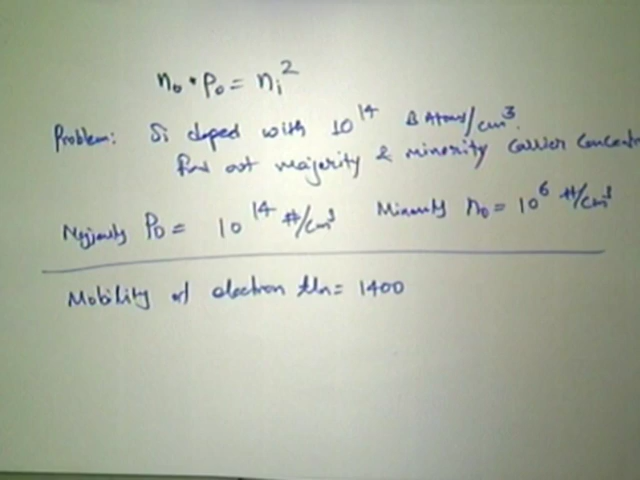 n₀ • p₀ = nᵢ²
Problem: Si doped with 10¹⁴ B Atoms/cm³.
Find out majority & minority carrier concent
Majority P₀ = 10¹⁴ #/cm³ Minority n₀ = 10⁶ #/cm³
Mobility of electron μn = 1400